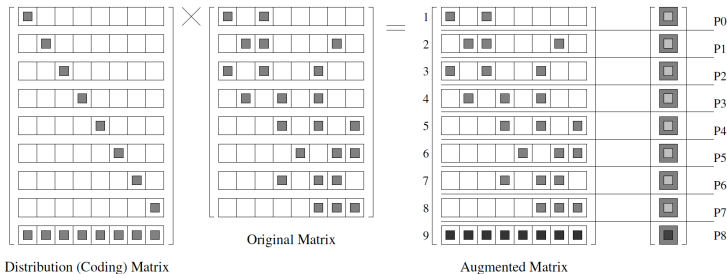 1 P0
2 P1
3 P2
4 P3
5 P4
6 P5
7 P6
8 P7
9 P8
Original Matrix
Distribution (Coding) Matrix
Augmented Matrix